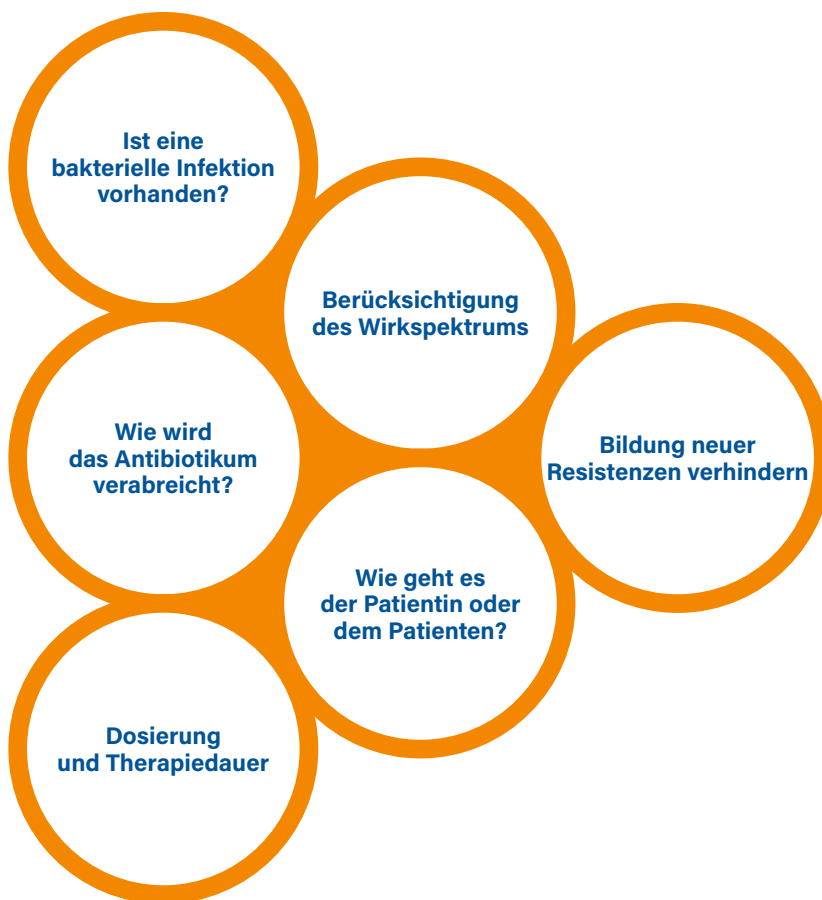 Ist eine
bakterielle Infektion
vorhanden?
Berücksichtigung
des Wirkspektrums
Wie wird
das Antibiotikum
verabreicht?
Bildung neuer
Resistenzen verhindern
Wie geht es
der Patientin oder
dem Patienten?
Dosierung
und Therapiedauer